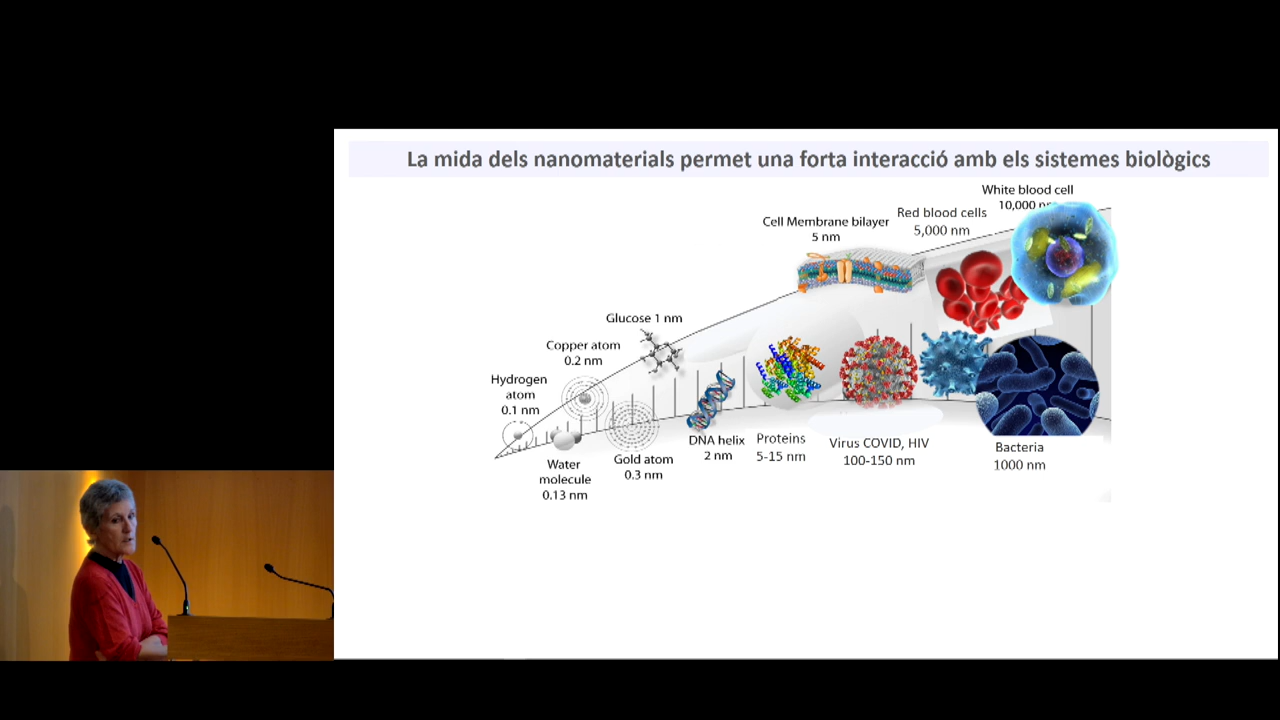 La mida dels nanomaterials permet una forta interacció amb els sistemes biològics
White blood cell
10,000 nm
Red blood cells
5,000 nm
Cell Membrane bilayer
5 nm
Glucose 1 nm
Copper atom
0.2 nm
Hydrogen
atom
0.1 nm
Water
molecule
0.13 nm
Gold atom
0.3 nm
DNA helix
2 nm
Proteins
5-15 nm
Virus COVID, HIV
100-150 nm
Bacteria
1000 nm